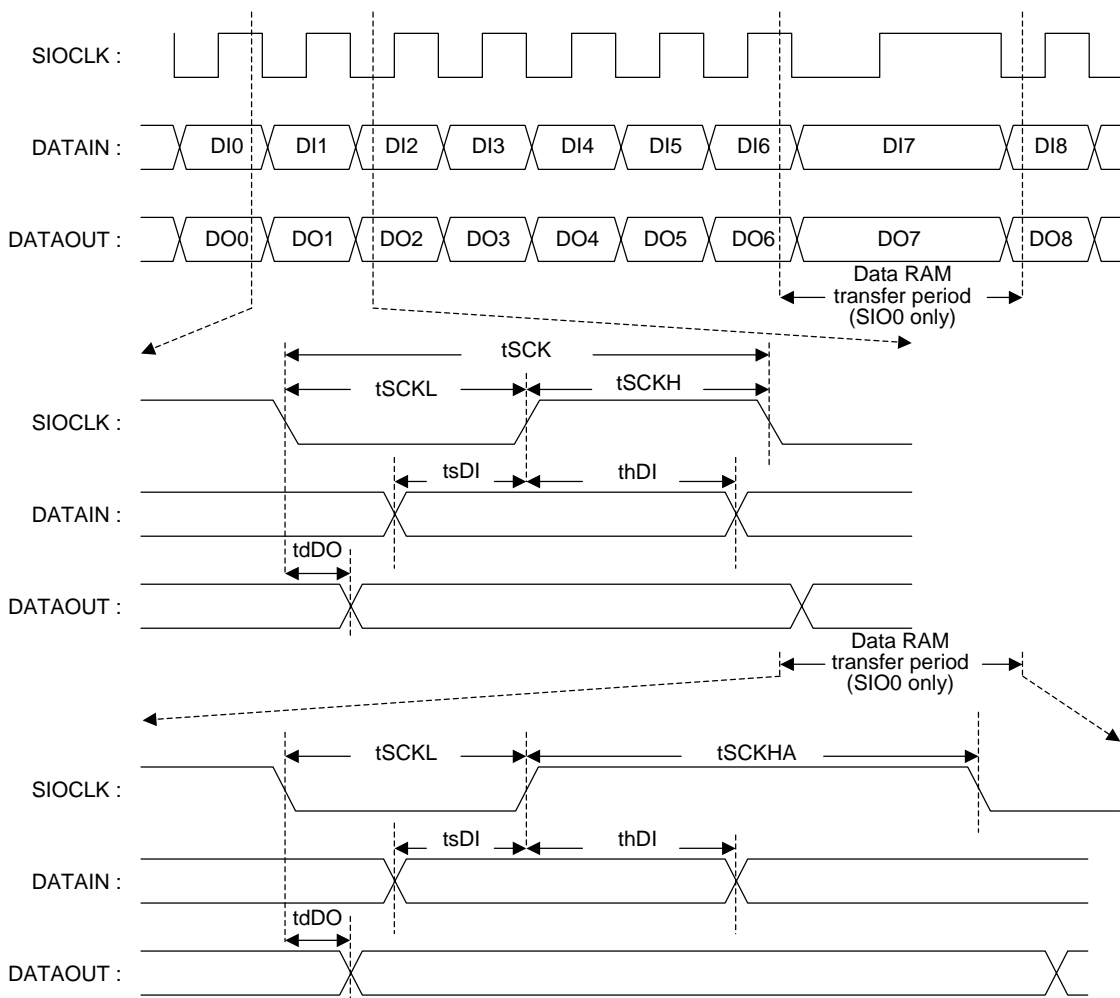 SIOCLK :
DATAIN : DI0 DI1 DI2 DI3 DI4 DI5 DI6 DI7 DI8
DATAOUT : DO0 DO1 DO2 DO3 DO4 DO5 DO6 DO7 DO8
Data RAM
transfer period
(SIO0 only)
tSCK
tSCKL tSCKH
SIOCLK :
tsDI thDI
DATAIN :
tdDO
DATAOUT :
Data RAM
transfer period
(SIO0 only)
tSCKL tSCKHA
SIOCLK :
tsDI thDI
DATAIN :
tdDO
DATAOUT :